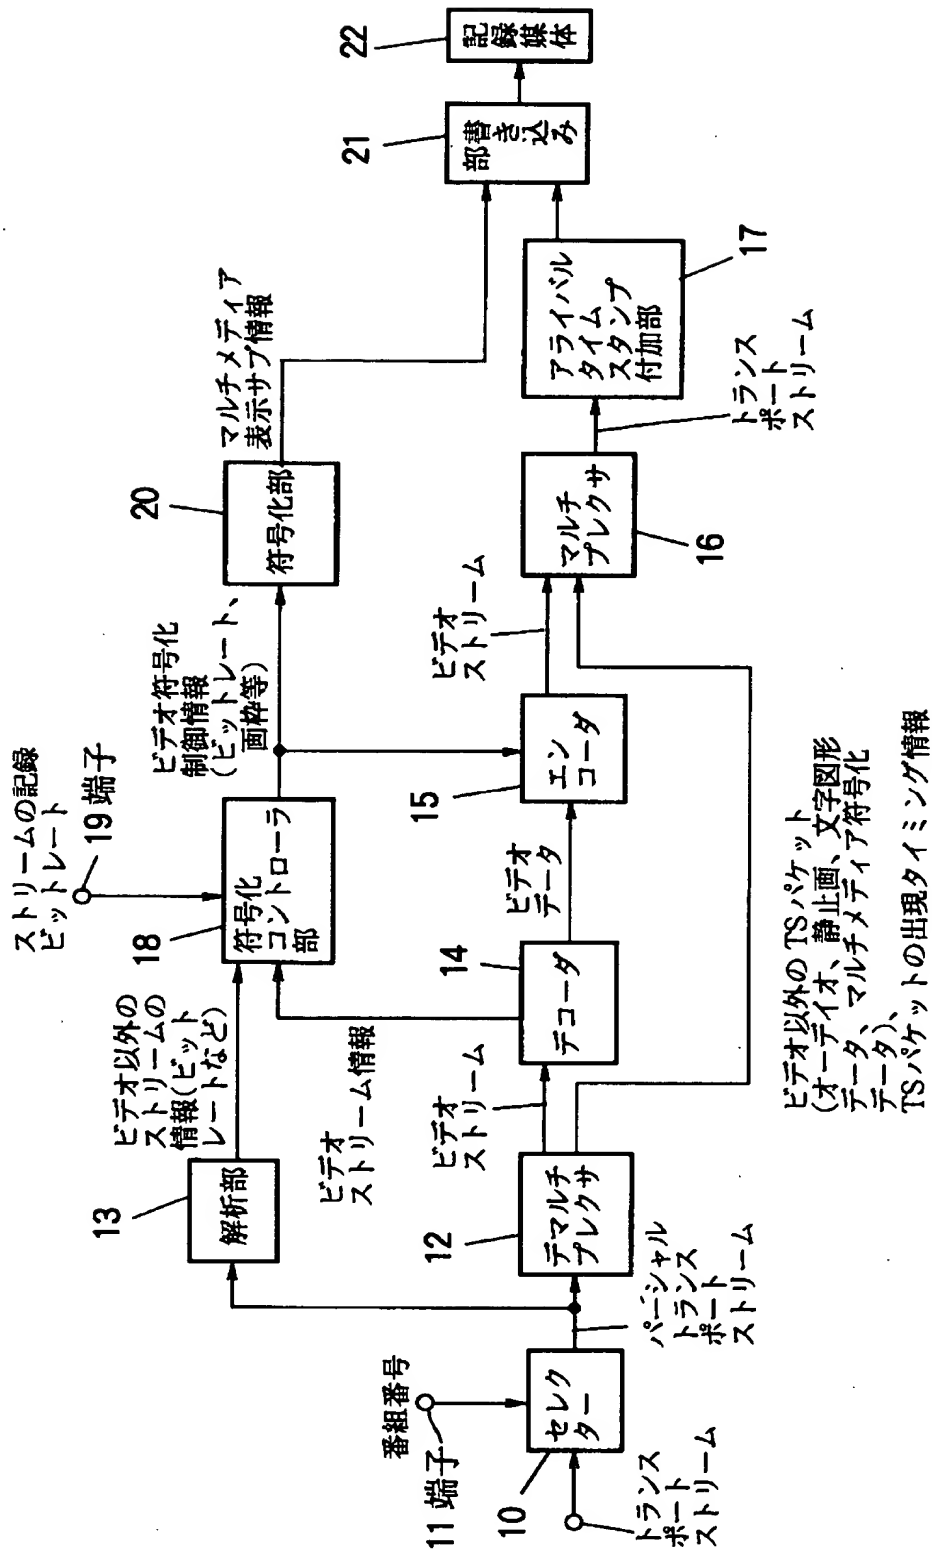 ストリームの記録
ビットレート
19 端子
ビデオ以外の
ストリームの
情報(ビット
レートなど)
13
解析部
18
符号化
コントローラ
部
ビデオ符号化
制御情報
(ビットレート、
画枠等)
20
符号化部
マルチメディア
表示サブ情報
21
書き込み
部
22
記録媒体
番組番号
11 端子
ビデオ
ストリーム情報
トランス
ポート
ストリーム
10
セレク
ター
パーシャル
トランス
ポート
ストリーム
12
デマルチ
プレクサ
ビデオ
ストリーム
14
デコーダ
ビデオ
データ
15
エン
コーダ
ビデオ
ストリーム
16
マルチ
プレクサ
トランス
ポート
ストリーム
17
アライバル
タイム
スタンプ
付加部
ビデオ以外のTSパケット
(オーディオ、静止画、文字図形
データ、マルチメディア符号化
データ)、
TSパケットの出現タイミング情報